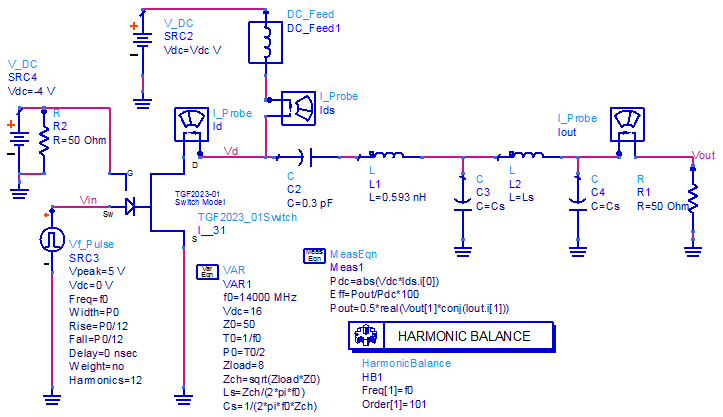 V_DC
SRC2
Vdc=Vdc V
DC_Feed
DC_Feed1
V_DC
SRC4
Vdc=-4 V
R
R2
R=50 Ohm
I_Probe
Id
I_Probe
Ids
I_Probe
Iout
Vd
Vout
D
G
TGF2023-01
Switch Model
Vin
Sw
TGF2023_01Switch
I__31
S
C
C2
C=0.3 pF
L
L1
L=0.593 nH
C
C3
C=Cs
L
L2
L=Ls
C
C4
C=Cs
R
R1
R=50 Ohm
Vf_Pulse
SRC3
Vpeak=5 V
Vdc=0 V
Freq=f0
Width=P0
Rise=P0/12
Fall=P0/12
Delay=0 nsec
Weight=no
Harmonics=12
Var
Eqn
VAR
VAR1
f0=14000 MHz
Vdc=16
Z0=50
T0=1/f0
P0=T0/2
Zload=8
Zch=sqrt(Zload*Z0)
Ls=Zch/(2*pi*f0)
Cs=1/(2*pi*f0*Zch)
Meas
Eqn
MeasEqn
Meas1
Pdc=abs(Vdc*Ids.i[0])
Eff=Pout/Pdc*100
Pout=0.5*real(Vout[1]*conj(Iout.i[1]))
HARMONIC BALANCE
HarmonicBalance
HB1
Freq[1]=f0
Order[1]=101